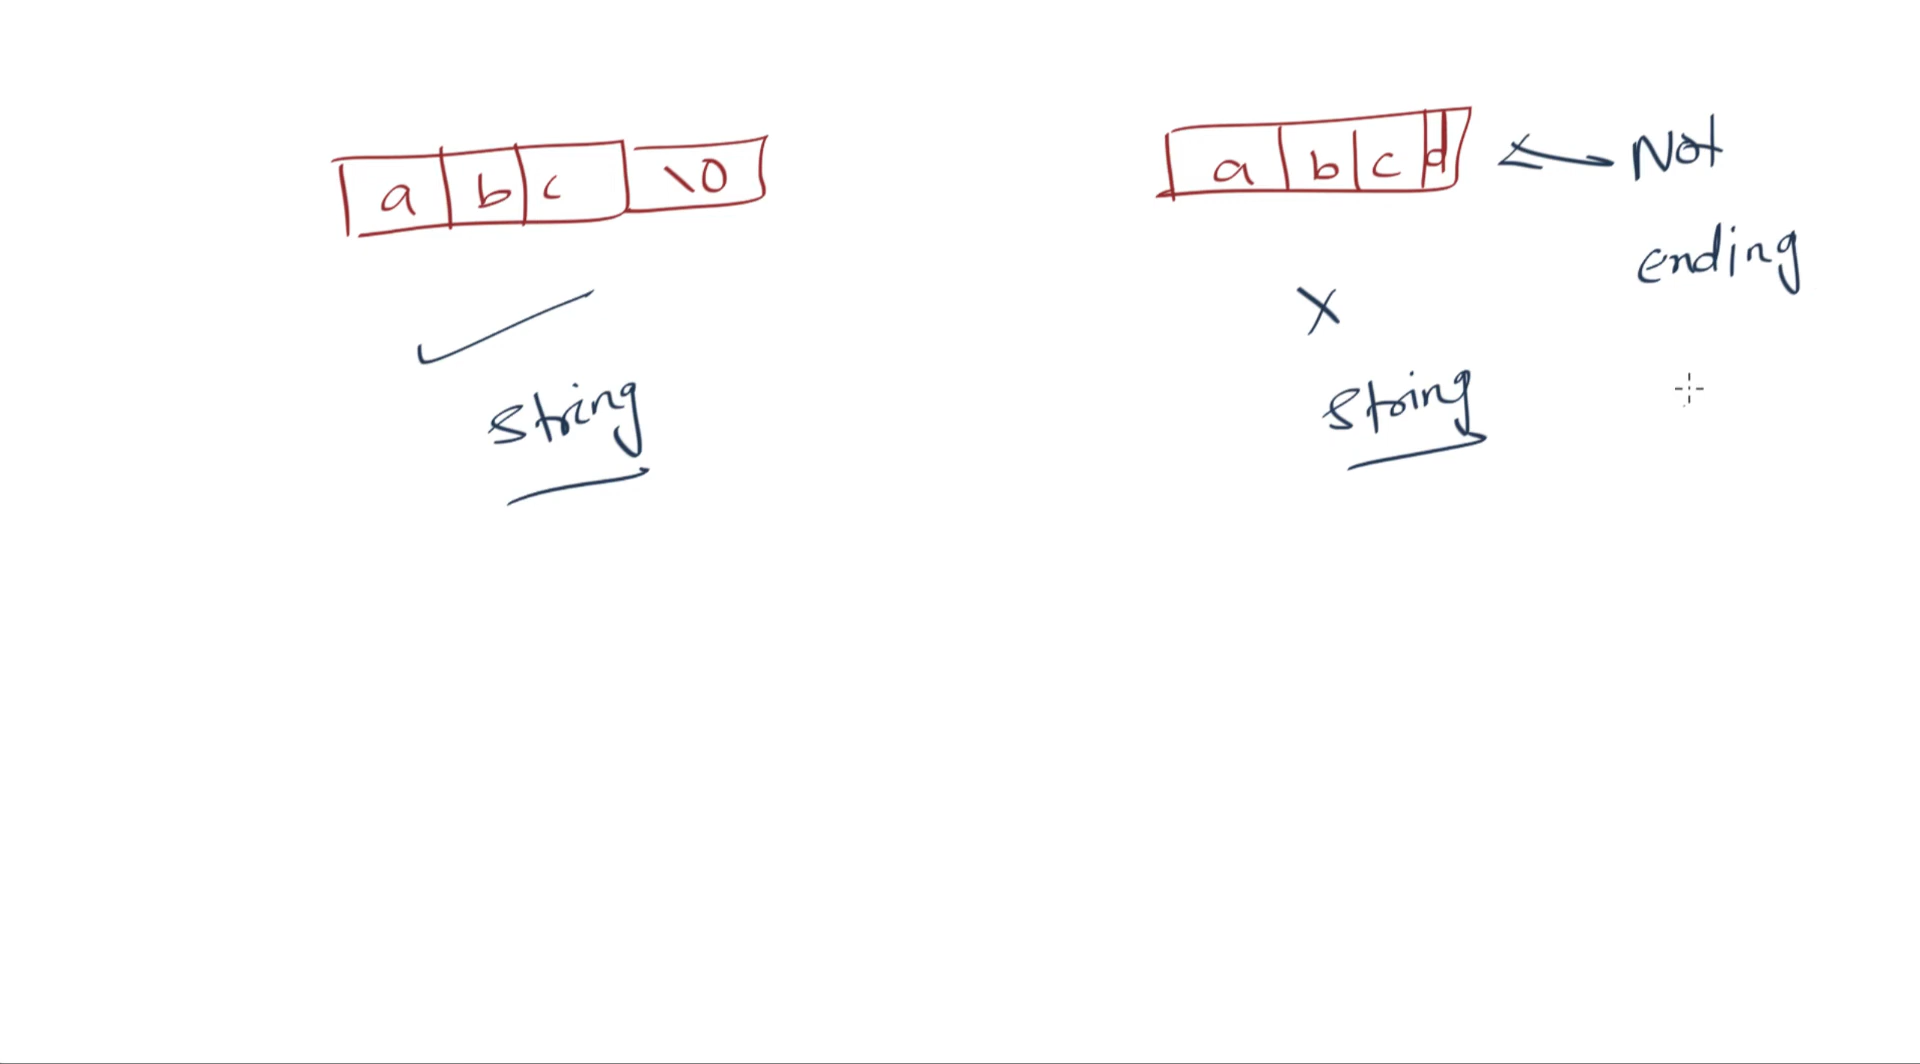 a b c \0
a b c d
Not
ending
string
string